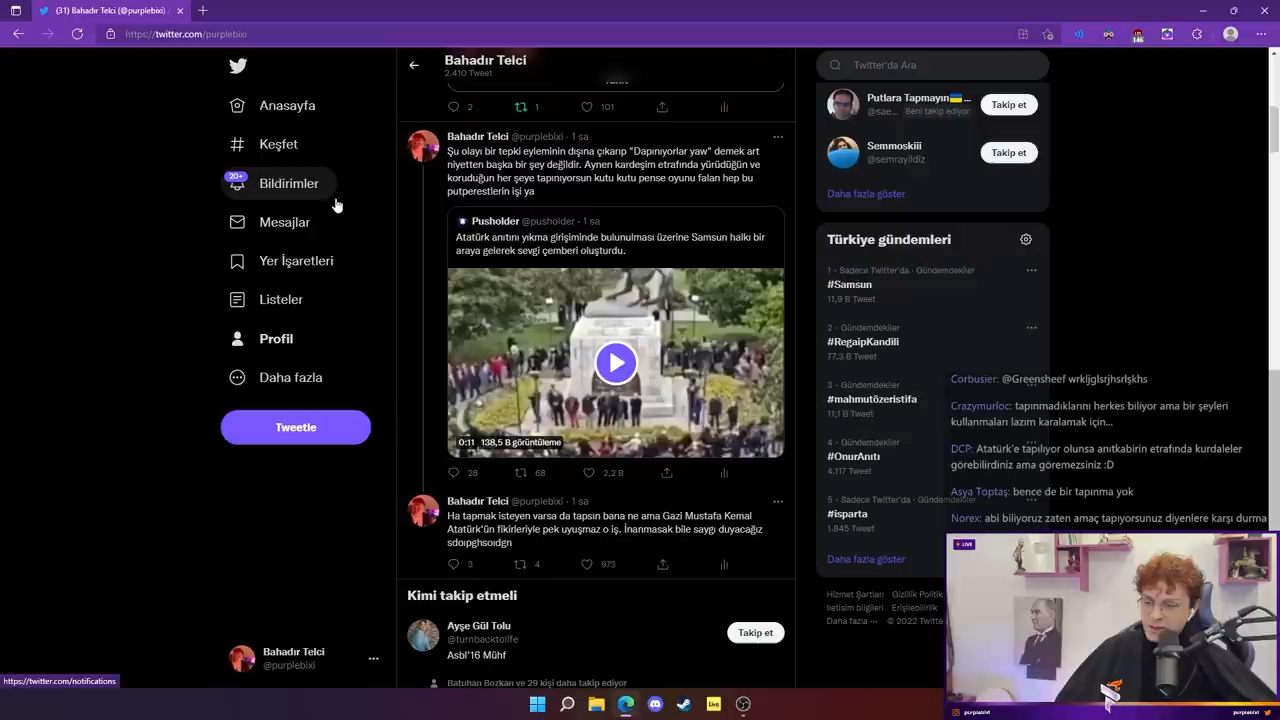 (31) Bahadır Telci (@purplebixi) /
https://twitter.com/purplebixi
146
Bahadır Telci
2.410 Tweet
Anasayfa
Keşfet
20+
Bildirimler
Mesajlar
Yer İşaretleri
Listeler
Profil
Daha fazla
Tweetle
Bahadır Telci
@purplebixi
https://twitter.com/notifications
2
1
101
Bahadır Telci @purplebixi · 1 sa
Şu olayı bir tepki eyleminin dışına çıkarıp "Dapınıyorlar yaw" demek art
niyetten başka bir şey değildir. Aynen kardeşim etrafında yürüdüğün ve
koruduğun her şeye tapınıyorsun kutu kutu pense oyunu falan hep bu
putperestlerin işi ya
Pusholder @pusholder · 1 sa
Atatürk anıtını yıkma girişiminde bulunulması üzerine Samsun halkı bir
araya gelerek sevgi çemberi oluşturdu.
0:11 138,5 B görüntüleme
28
68
2,2 B
Bahadır Telci @purplebixi · 1 sa
Ha tapmak isteyen varsa da tapsın bana ne ama Gazi Mustafa Kemal
Atatürk'ün fikirleriyle pek uyuşmaz o iş. İnanmasak bile saygı duyacağız
sdoıpghsoıdgn
3
4
973
Kimi takip etmeli
Ayşe Gül Tolu
@turnbacktolife
Takip et
Asbl'16 Mühf
Batuhan Bozkan ve 29 kişi daha takip ediyor
Twitter'da Ara
Putlara Tapmayın ...
@sae... Seni takip ediyor
Takip et
Semmoskiii
@semrayildiz
Takip et
Daha fazla göster
Türkiye gündemleri
1 · Sadece Twitter'da · Gündemdekiler
#Samsun
11,9 B Tweet
2 · Gündemdekiler
#RegaipKandili
77,3 B Tweet
3 · Gündemdekiler
#mahmutözeristifa
11,1 B Tweet
4 · Gündemdekiler
#OnurAnıtı
4.117 Tweet
5 · Sadece Twitter'da · Gündemdekiler
#isparta
1.845 Tweet
Daha fazla göster
Hizmet Şartları Gizlilik Politik
İletişim bilgileri Erişilebilirlik
Daha fazla ··· © 2022 Twitte
Corbusier: @Greensheef wrkljglsrjhsrlşkhs
Crazymurloc: tapınmadıklarını herkes biliyor ama bir şeyleri
kullanmaları lazım karalamak için...
DCP: Atatürk'e tapılıyor olunsa anıtkabirin etrafında kurdaleler
görebilirdiniz ama göremezsiniz :D
Asya Toptaş: bence de bir tapınma yok
Norex: abi biliyoruz zaten amaç tapıyorsunuz diyenlere karşı durma
LIVE
purplebixi
purplebixi
Live